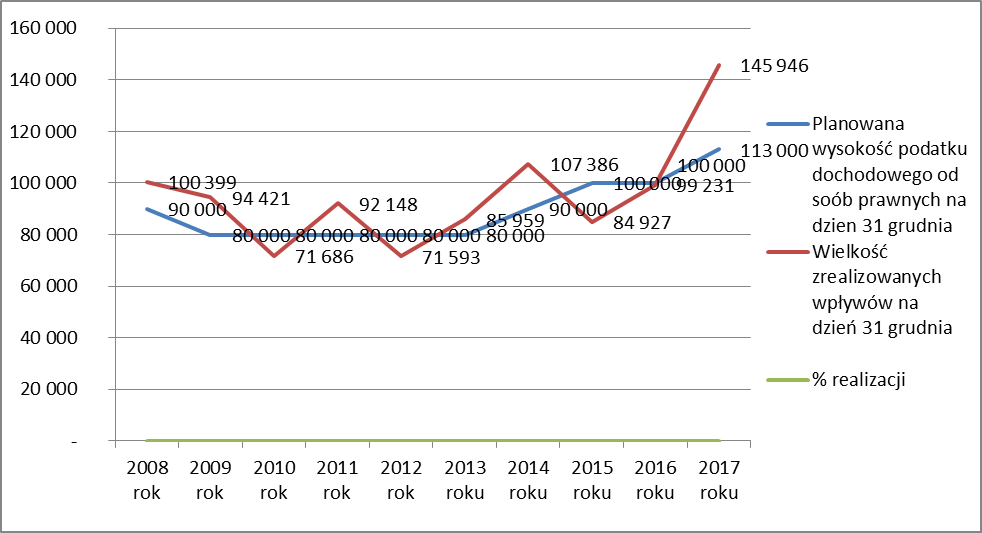 160 000
140 000
120 000
100 000
80 000
60 000
40 000
20 000
-
145 946
113 000
107 386
100 000
100 000
99 231
100 399
94 421
92 148
90 000
90 000
85 959
84 927
80 000
80 000
80 000
80 000
80 000
71 686
71 593
2008
rok
2009
rok
2010
rok
2011
rok
2012
rok
2013
rok
2014
roku
2015
roku
2016
roku
2017
roku
Planowana
wysokość podatku
dochodowego od
soób prawnych na
dzien 31 grudnia
Wielkość
zrealizowanych
wpływów na
dzień 31 grudnia
% realizacji